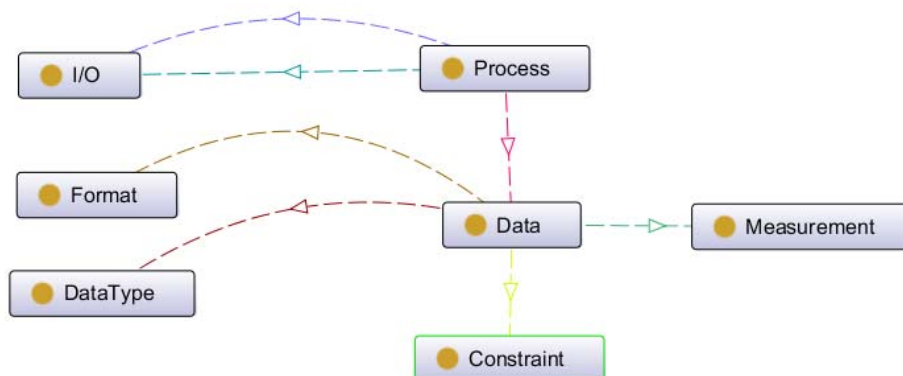 I/O
Process
Format
Data
Measurement
DataType
Constraint